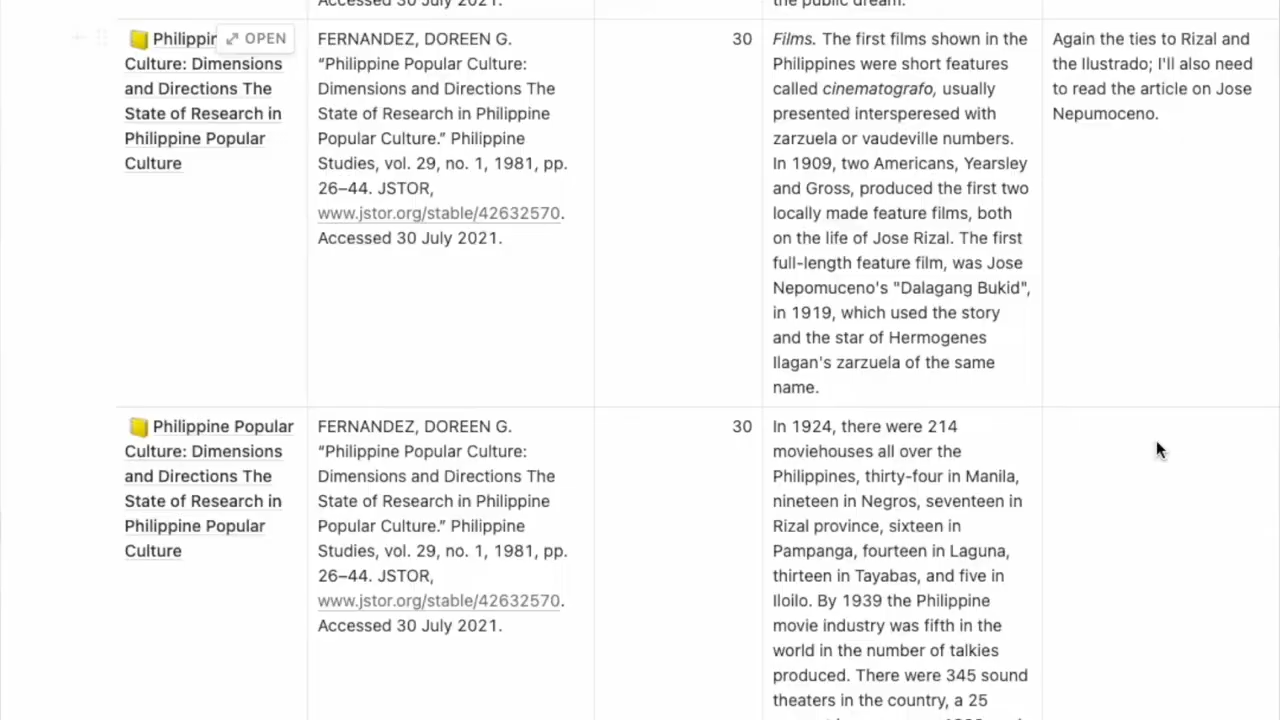 Accessed 30 July 2021.
the public dream.
Philippin
OPEN
Culture: Dimensions
and Directions The
State of Research in
Philippine Popular
Culture
FERNANDEZ, DOREEN G.
“Philippine Popular Culture:
Dimensions and Directions The
State of Research in Philippine
Popular Culture.” Philippine
Studies, vol. 29, no. 1, 1981, pp.
26–44. JSTOR,
www.jstor.org/stable/42632570.
Accessed 30 July 2021.
30
Films. The first films shown in the
Philippines were short features
called cinematografo, usually
presented interspersed with
zarzuela or vaudeville numbers.
In 1909, two Americans, Yearsley
and Gross, produced the first two
locally made feature films, both
on the life of Jose Rizal. The first
full-length feature film, was Jose
Nepomuceno's "Dalagang Bukid",
in 1919, which used the story
and the star of Hermogenes
Ilagan's zarzuela of the same
name.
Again the ties to Rizal and
the Ilustrado; I'll also need
to read the article on Jose
Nepumoceno.
Philippine Popular
Culture: Dimensions
and Directions The
State of Research in
Philippine Popular
Culture
FERNANDEZ, DOREEN G.
“Philippine Popular Culture:
Dimensions and Directions The
State of Research in Philippine
Popular Culture.” Philippine
Studies, vol. 29, no. 1, 1981, pp.
26–44. JSTOR,
www.jstor.org/stable/42632570.
Accessed 30 July 2021.
30
In 1924, there were 214
moviehouses all over the
Philippines, thirty-four in Manila,
nineteen in Negros, seventeen in
Rizal province, sixteen in
Pampanga, fourteen in Laguna,
thirteen in Tayabas, and five in
Iloilo. By 1939 the Philippine
movie industry was fifth in the
world in the number of talkies
produced. There were 345 sound
theaters in the country, a 25